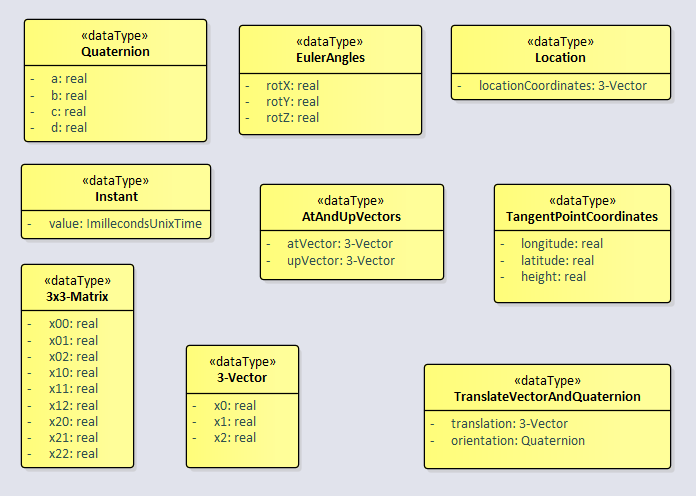 «dataType»
Quaternion
- a: real
- b: real
- c: real
- d: real
«dataType»
EulerAngles
- rotX: real
- rotY: real
- rotZ: real
«dataType»
Location
- locationCoordinates: 3-Vector
«dataType»
Instant
- value: ImillecondsUnixTime
«dataType»
AtAndUpVectors
- atVector: 3-Vector
- upVector: 3-Vector
«dataType»
TangentPointCoordinates
- longitude: real
- latitude: real
- height: real
«dataType»
3x3-Matrix
- x00: real
- x01: real
- x02: real
- x10: real
- x11: real
- x12: real
- x20: real
- x21: real
- x22: real
«dataType»
3-Vector
- x0: real
- x1: real
- x2: real
«dataType»
TranslateVectorAndQuaternion
- translation: 3-Vector
- orientation: Quaternion